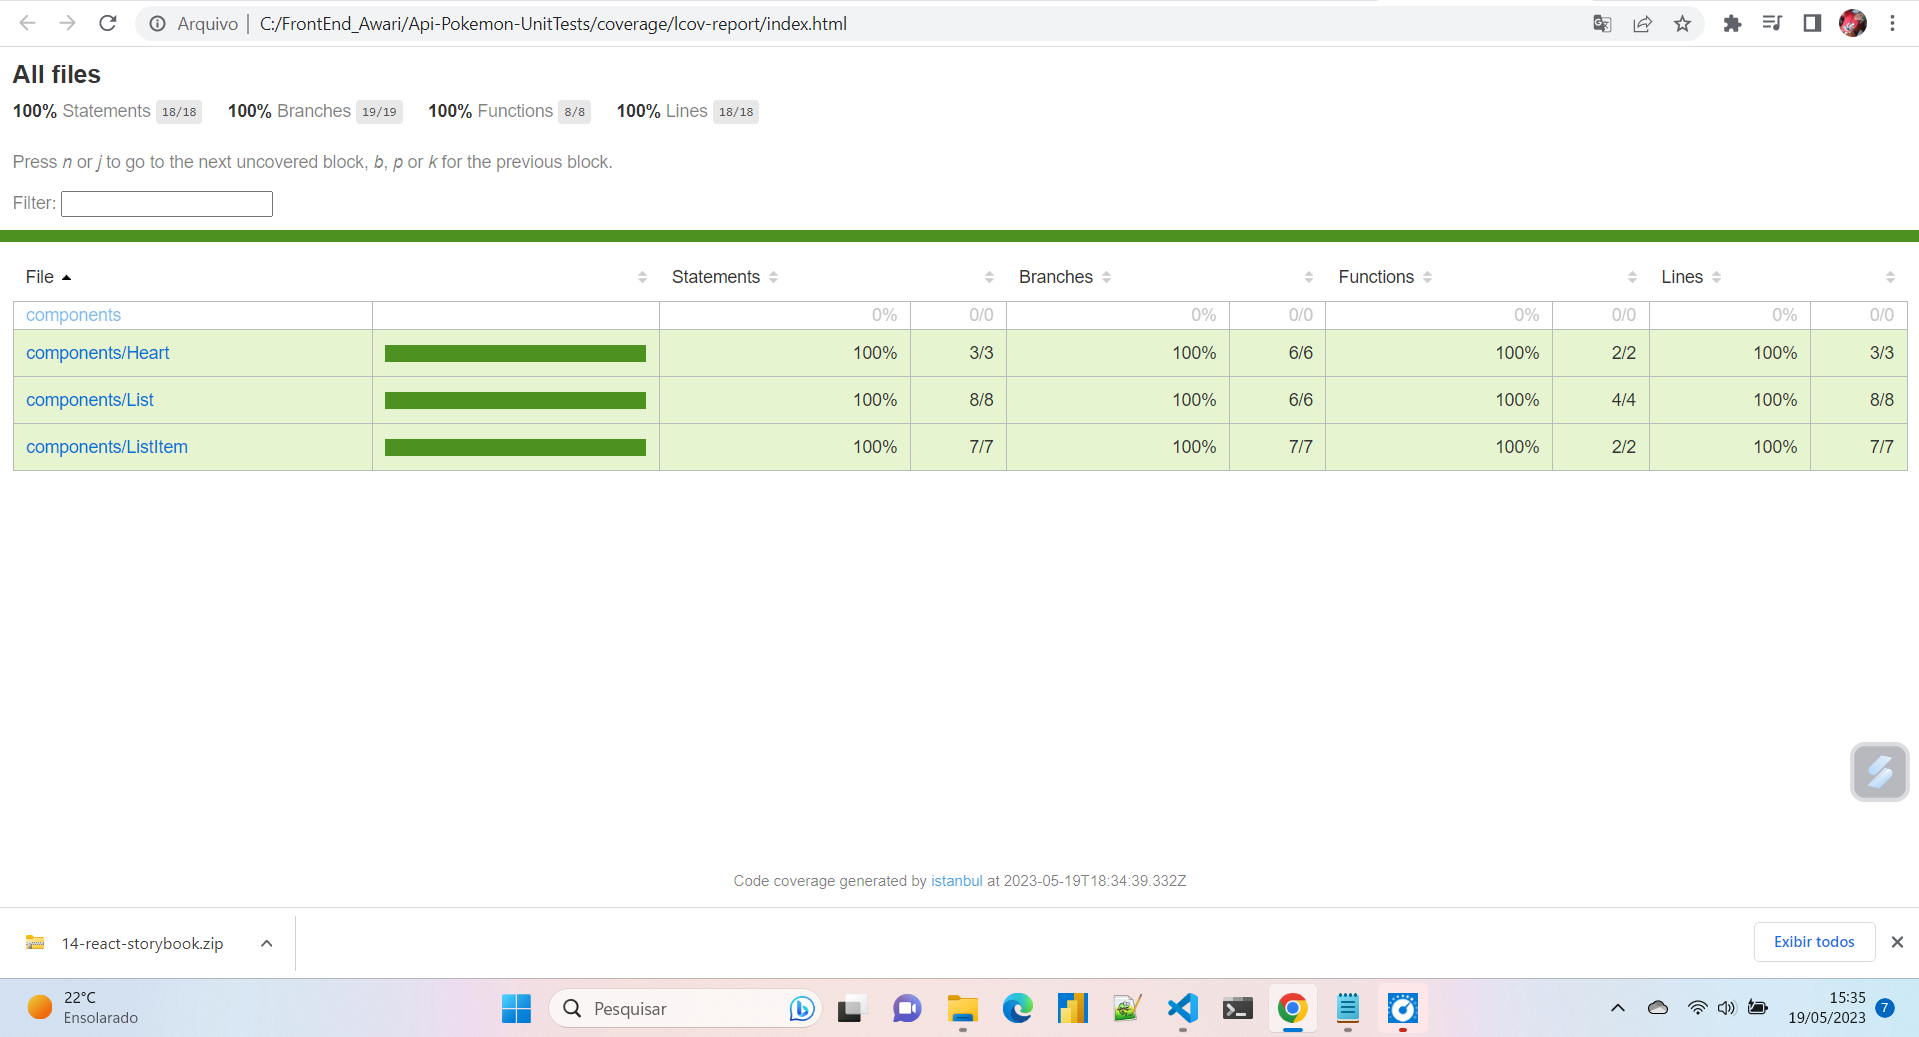 Arquivo | C:/FrontEnd_Awari/Api-Pokemon-UnitTests/coverage/lcov-report/index.html
All files
100% Statements 18/18 100% Branches 19/19 100% Functions 8/8 100% Lines 18/18
Press n or j to go to the next uncovered block, b, p or k for the previous block.
Filter:
File Statements Branches Functions Lines
components 0% 0/0 0% 0/0 0% 0/0 0% 0/0
components/Heart 100% 3/3 100% 6/6 100% 2/2 100% 3/3
components/List 100% 8/8 100% 6/6 100% 4/4 100% 8/8
components/ListItem 100% 7/7 100% 7/7 100% 2/2 100% 7/7
Code coverage generated by istanbul at 2023-05-19T18:34:39.332Z
14-react-storybook.zip Exibir todos
22°C
Ensolarado
Pesquisar
15:35
19/05/2023
7